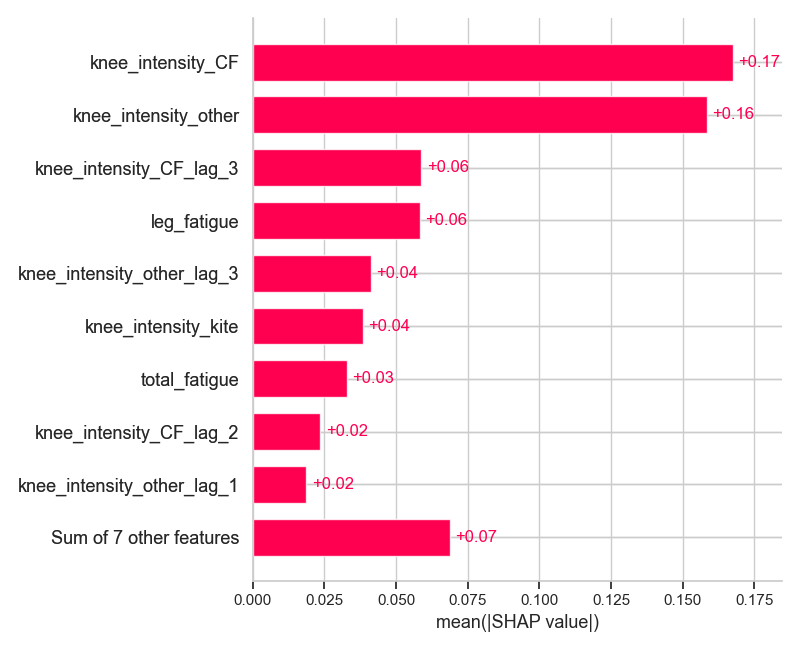 knee_intensity_CF +0.17
knee_intensity_other +0.16
knee_intensity_CF_lag_3 +0.06
leg_fatigue +0.06
knee_intensity_other_lag_3 +0.04
knee_intensity_kite +0.04
total_fatigue +0.03
knee_intensity_CF_lag_2 +0.02
knee_intensity_other_lag_1 +0.02
Sum of 7 other features +0.07
0.000 0.025 0.050 0.075 0.100 0.125 0.150 0.175
mean(|SHAP value|)